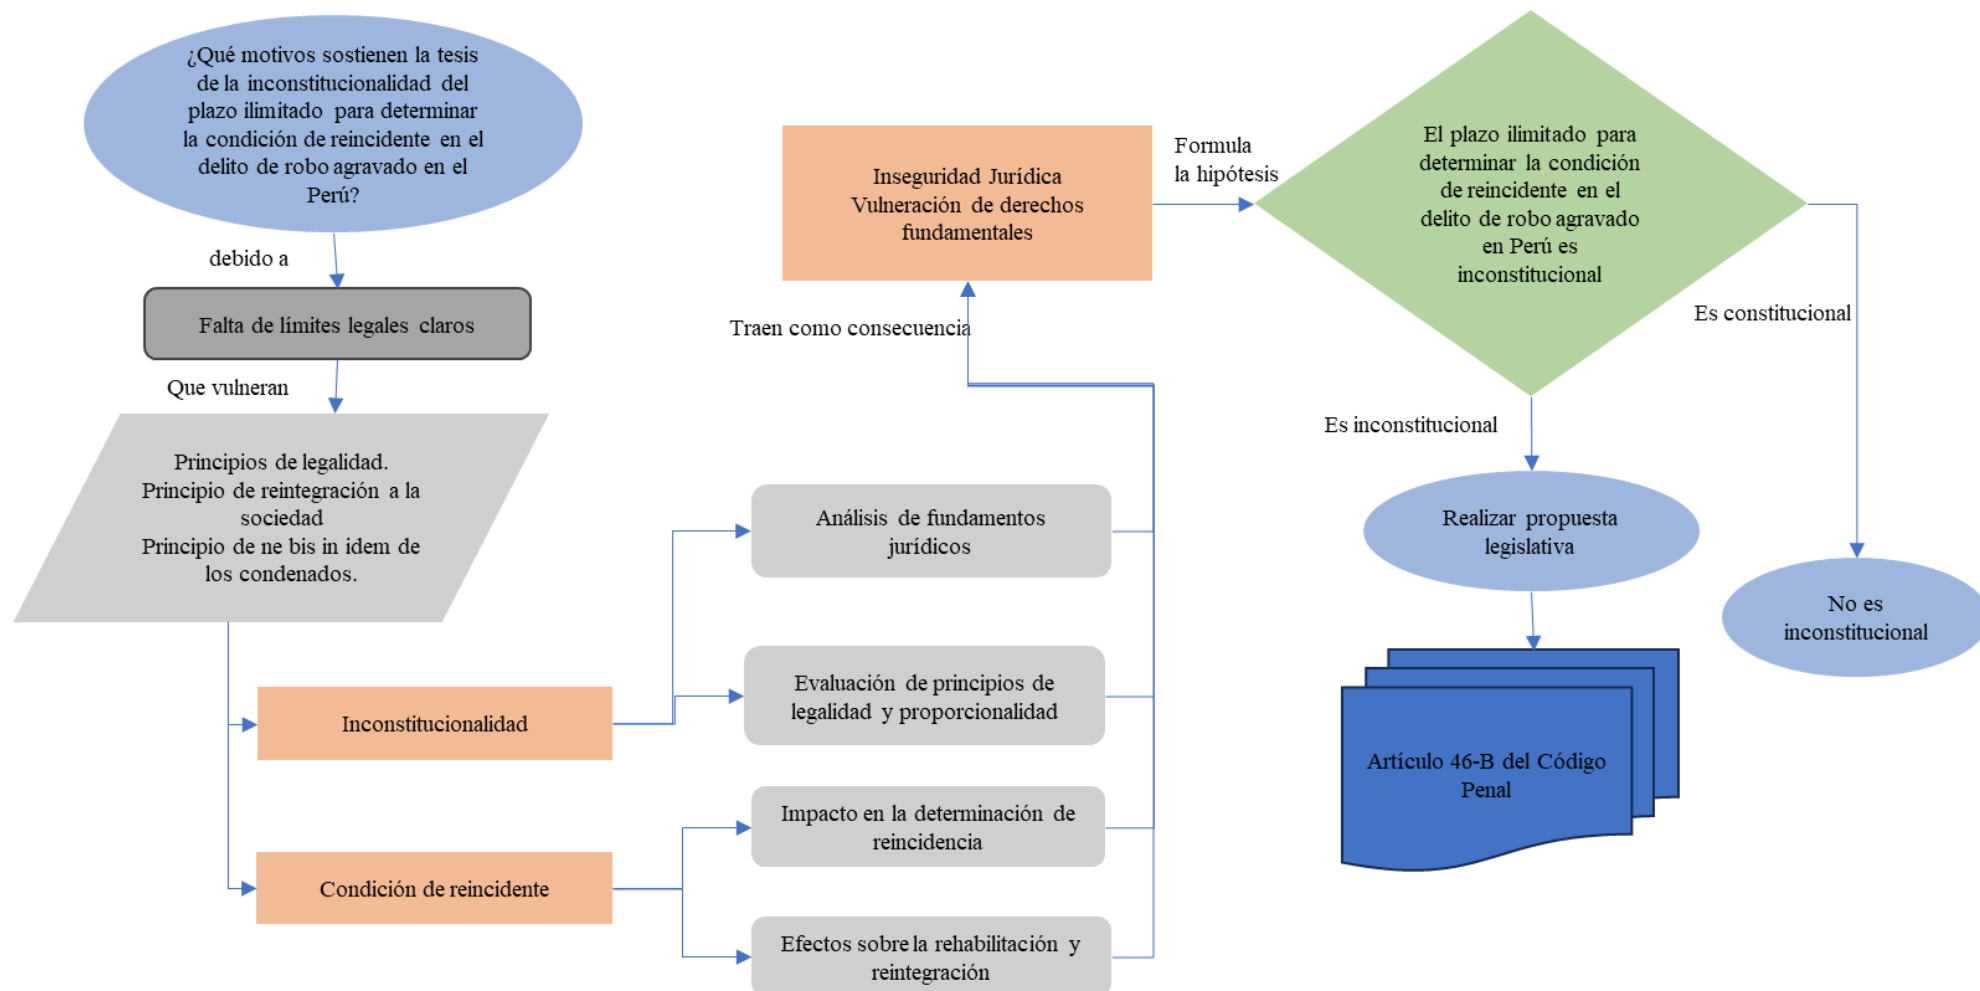 ¿Qué motivos sostienen la tesis
de la inconstitucionalidad del
plazo ilimitado para determinar
la condición de reincidente en el
delito de robo agravado en el
Perú?
debido a
Falta de límites legales claros
Que vulneran
Principios de legalidad.
Principio de reintegración a la
sociedad
Principio de ne bis in idem de
los condenados.
Inconstitucionalidad
Condición de reincidente
Análisis de fundamentos
jurídicos
Evaluación de principios de
legalidad y proporcionalidad
Impacto en la determinación de
reincidencia
Efectos sobre la rehabilitación y
reintegración
Traen como consecuencia
Inseguridad Jurídica
Vulneración de derechos
fundamentales
Formula
la hipótesis
El plazo ilimitado para
determinar la condición
de reincidente en el
delito de robo agravado
en Perú es
inconstitucional
Es inconstitucional
Es constitucional
Realizar propuesta
legislativa
Artículo 46-B del Código
Penal
No es
inconstitucional